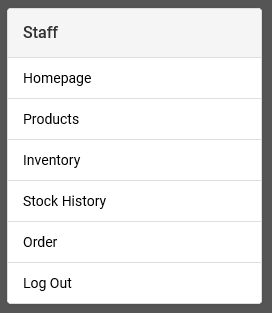 Staff
Homepage
Products
Inventory
Stock History
Order
Log Out